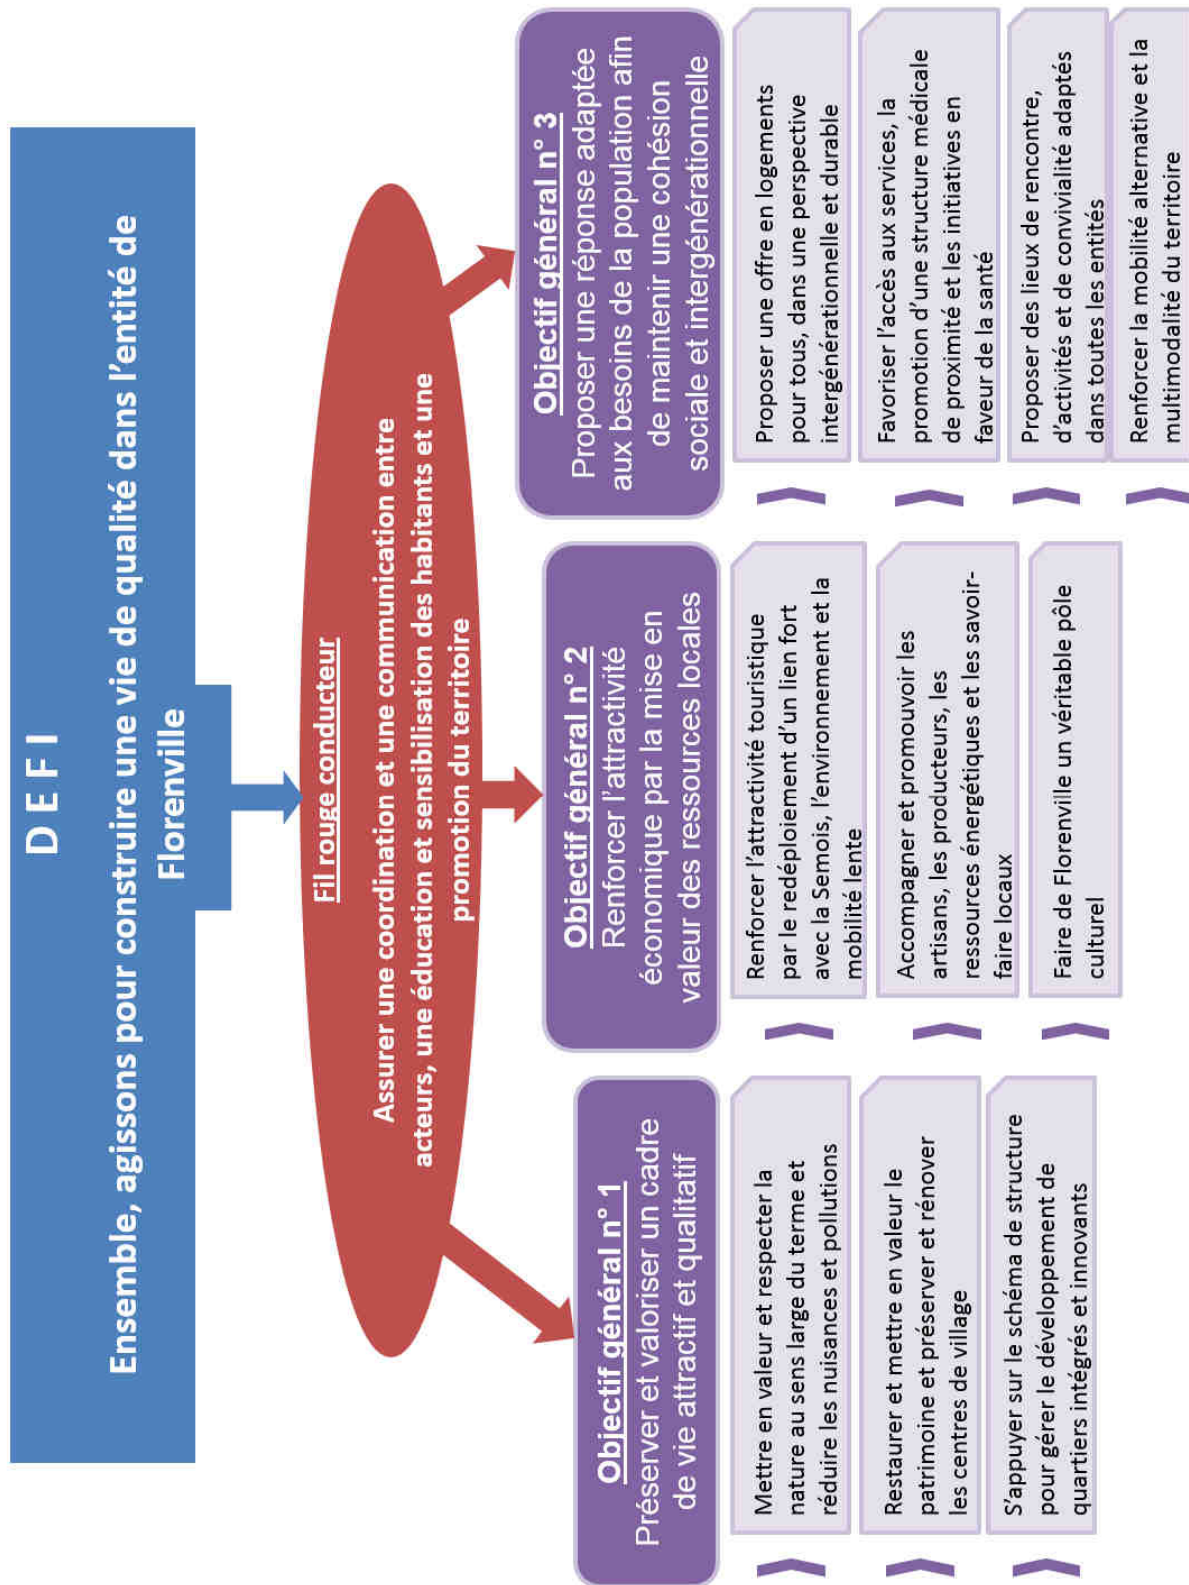 D E F I
Ensemble, agissons pour construire une vie de qualité dans l'entité de
Florenville
Fil rouge conducteur
Assurer une coordination et une communication entre
acteurs, une éducation et sensibilisation des habitants et une
promotion du territoire
Objectif général n° 1
Préserver et valoriser un cadre
de vie attractif et qualitatif
Mettre en valeur et respecter la
nature au sens large du terme et
réduire les nuisances et pollutions
Restaurer et mettre en valeur le
patrimoine et préserver et rénover
les centres de village
S'appuyer sur le schéma de structure
pour gérer le développement de
quartiers intégrés et innovants
Objectif général n° 2
Renforcer l'attractivité
économique par la mise en
valeur des ressources locales
Renforcer l'attractivité touristique
par le redéploiement d'un lien fort
avec la Semois, l'environnement et la
mobilité lente
Accompagner et promouvoir les
artisans, les producteurs, les
ressources énergétiques et les savoir-
faire locaux
Faire de Florenville un véritable pôle
culturel
Objectif général n° 3
Proposer une réponse adaptée
aux besoins de la population afin
de maintenir une cohésion
sociale et intergénérationnelle
Proposer une offre en logements
pour tous, dans une perspective
intergénérationnelle et durable
Favoriser l'accès aux services, la
promotion d'une structure médicale
de proximité et les initiatives en
faveur de la santé
Proposer des lieux de rencontre,
d'activités et de convivialité adaptés
dans toutes les entités
Renforcer la mobilité alternative et la
multimodalité du territoire